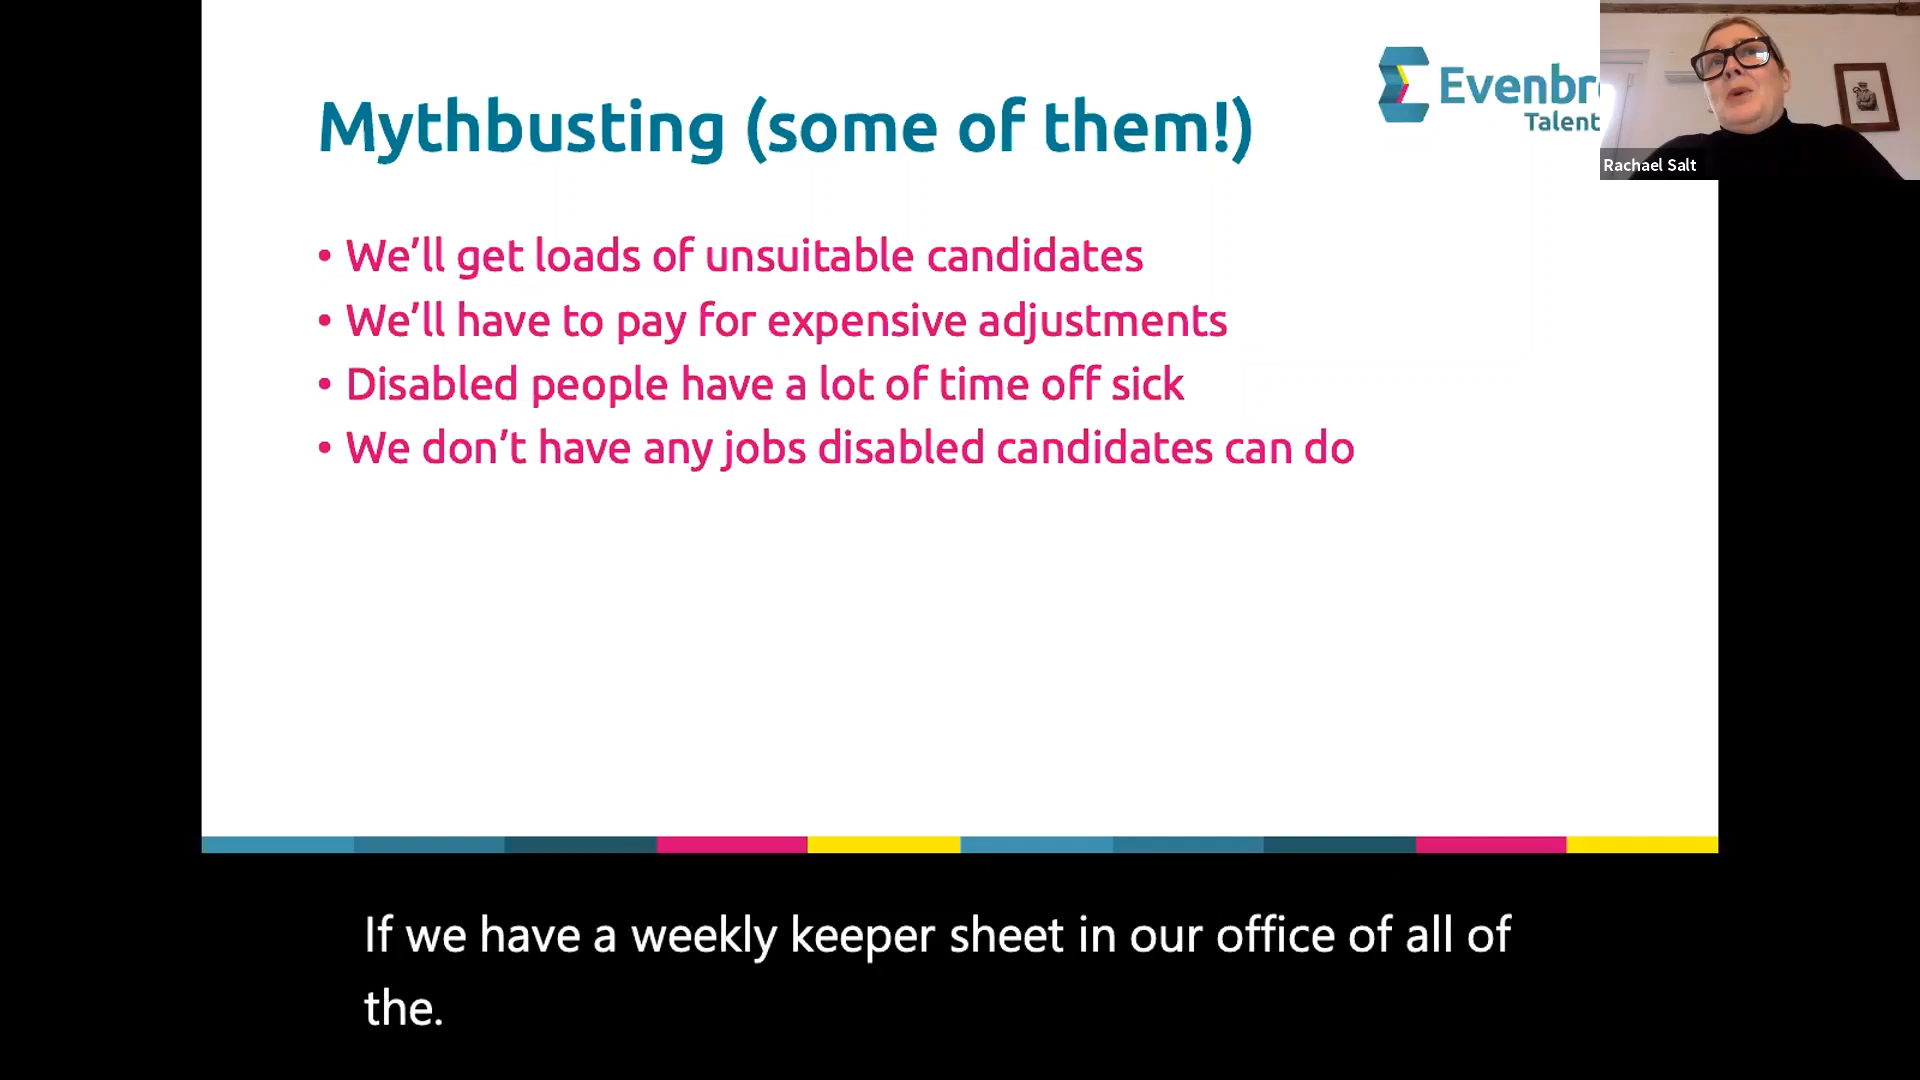 Mythbusting (some of them!)
Evenbr
Talent
Rachael Salt
• We’ll get loads of unsuitable candidates
• We’ll have to pay for expensive adjustments
• Disabled people have a lot of time off sick
• We don’t have any jobs disabled candidates can do
If we have a weekly keeper sheet in our office of all of
the.